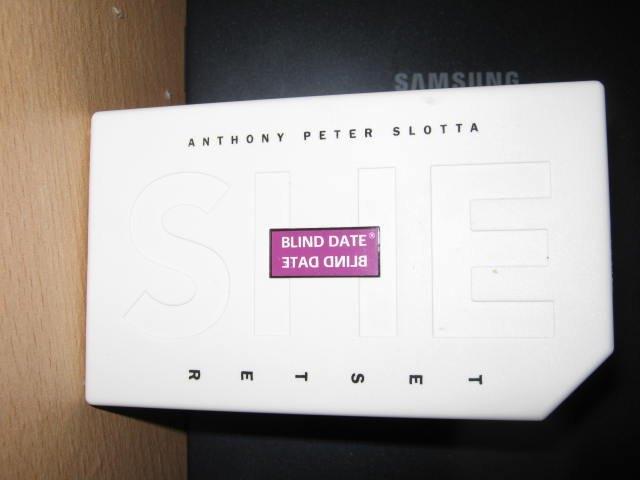 SAMSUNG
ANTHONY PETER SLOTTA
SHE
BLIND DATE®
BLIND DATE
TESTER